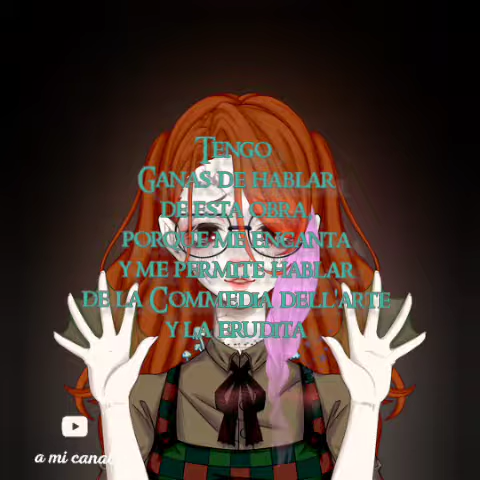 Tengo
Ganas de hablar
de esta obra,
porque me encanta
y me permite hablar
de la Commedia dell'arte
y la erudita
a mi canal